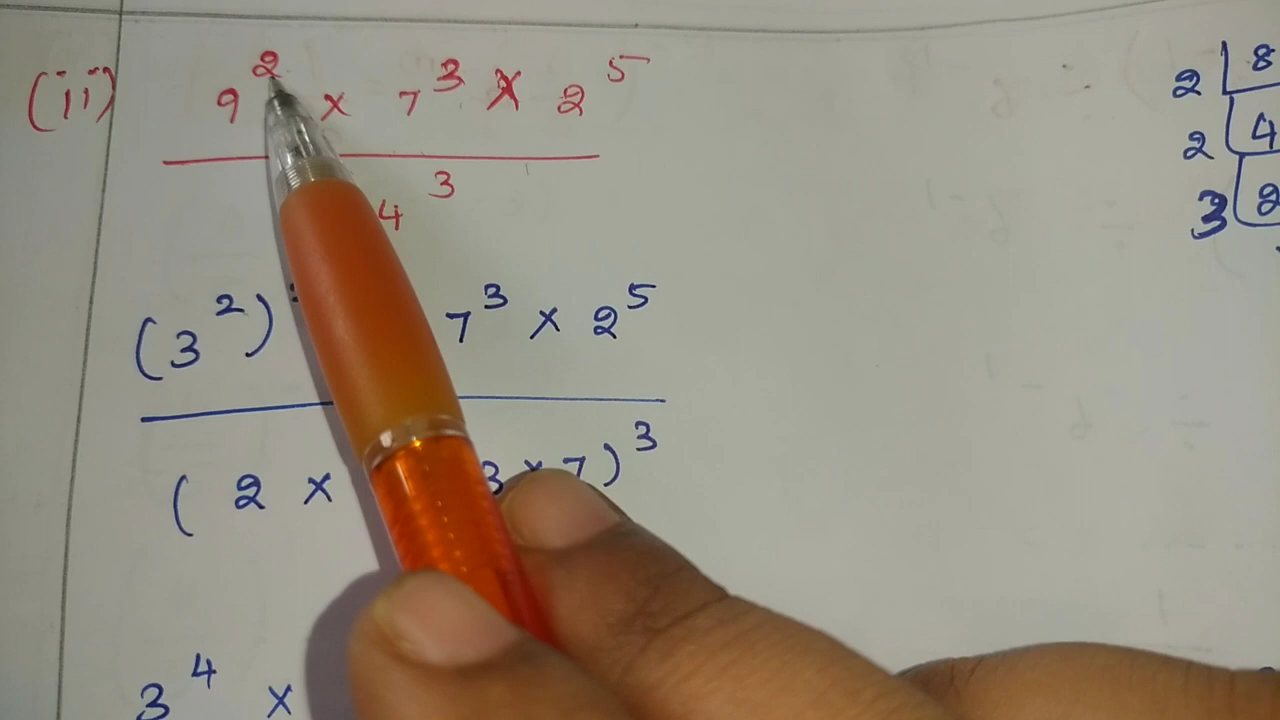 (ii) 9² × 7³ × 2⁵
4³
(3²) 7³ × 2⁵
(2 × 3 × 7)³
3⁴ ×
2 8
2 4
3 2